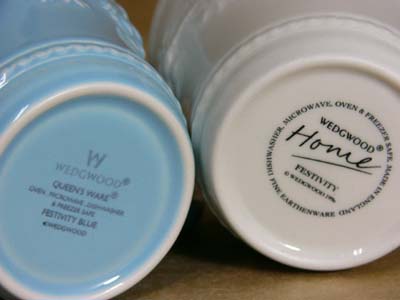 W
WEDGWOOD®
QUEEN'S WARE®
OVEN, MICROWAVE, DISHWASHER
& FREEZER SAFE
FESTIVITY BLUE
©WEDGWOOD
DISHWASHER, MICROWAVE, OVEN & FREEZER SAFE. MADE IN ENGLAND
FINE EARTHENWARE
WEDGWOOD®
Home
FESTIVITY
© WEDGWOOD 1996